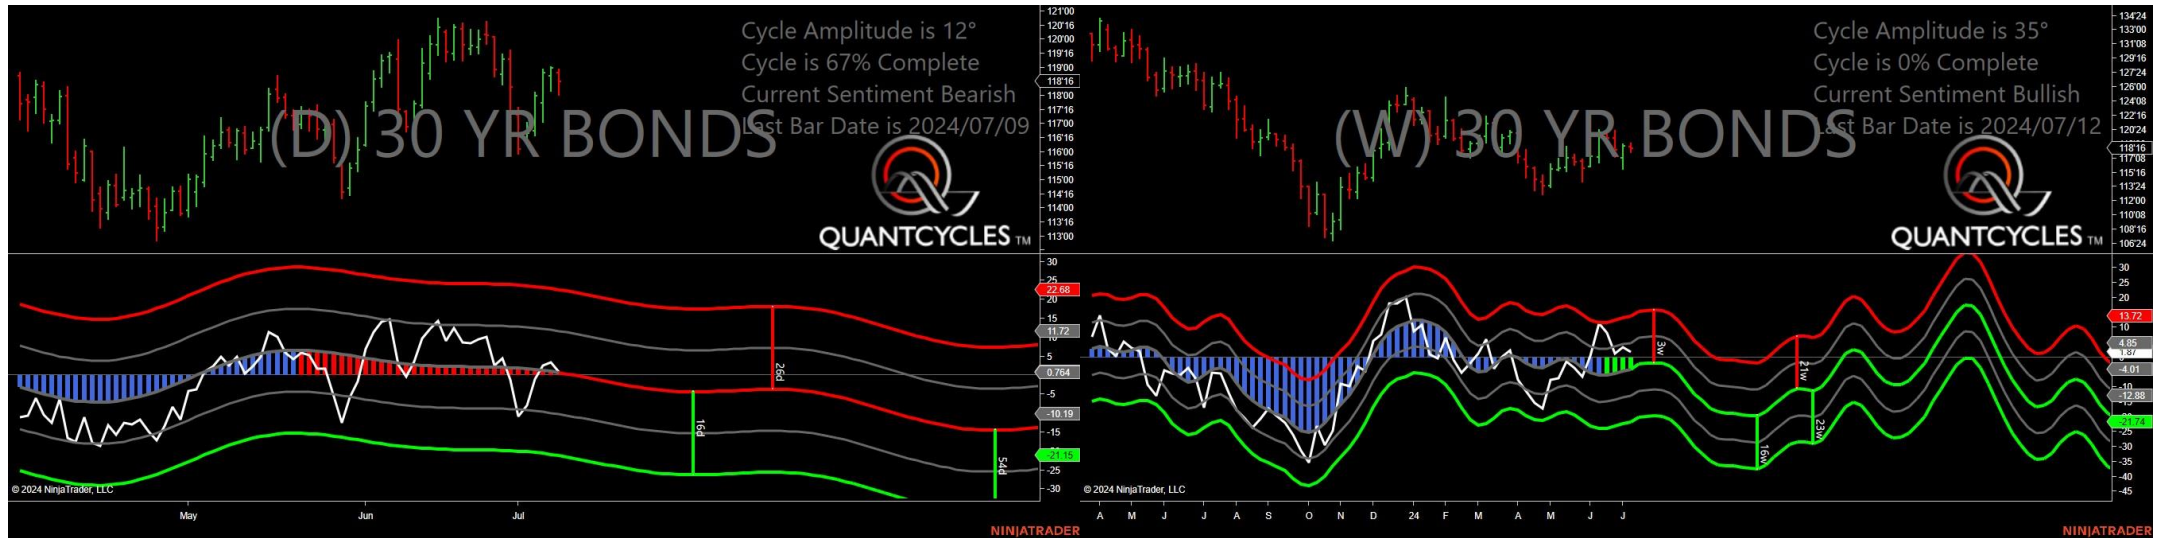 Cycle Amplitude is 12°
Cycle is 67% Complete
Current Sentiment Bearish
Last Bar Date is 2024/07/09
(D) 30 YR BONDS
QUANTCYCLES TM
121'00
120'16
120'00
119'16
119'00
118'16
118'00
117'16
117'00
116'16
116'00
115'16
115'00
114'16
114'00
113'16
113'00
30
25
22.68
20
15
11.72
5
0.764
-5
-10.19
-15
-21.15
-25
-30
16d
26d
54d
© 2024 NinjaTrader, LLC
May Jun Jul
NINJATRADER
Cycle Amplitude is 35°
Cycle is 0% Complete
Current Sentiment Bullish
Last Bar Date is 2024/07/12
(W) 30 YR BONDS
QUANTCYCLES TM
134'24
133'00
131'08
129'16
127'24
126'00
124'08
122'16
120'24
118'16
117'08
115'16
113'24
112'00
110'08
108'16
106'24
30
25
20
13.72
10
4.85
1.87
-4.01
-10
-12.88
-21.74
-25
-30
-35
-40
-45
3w
21w
16w
23w
© 2024 NinjaTrader, LLC
A M J J A S O N D 24 F M A M J J
NINJATRADER